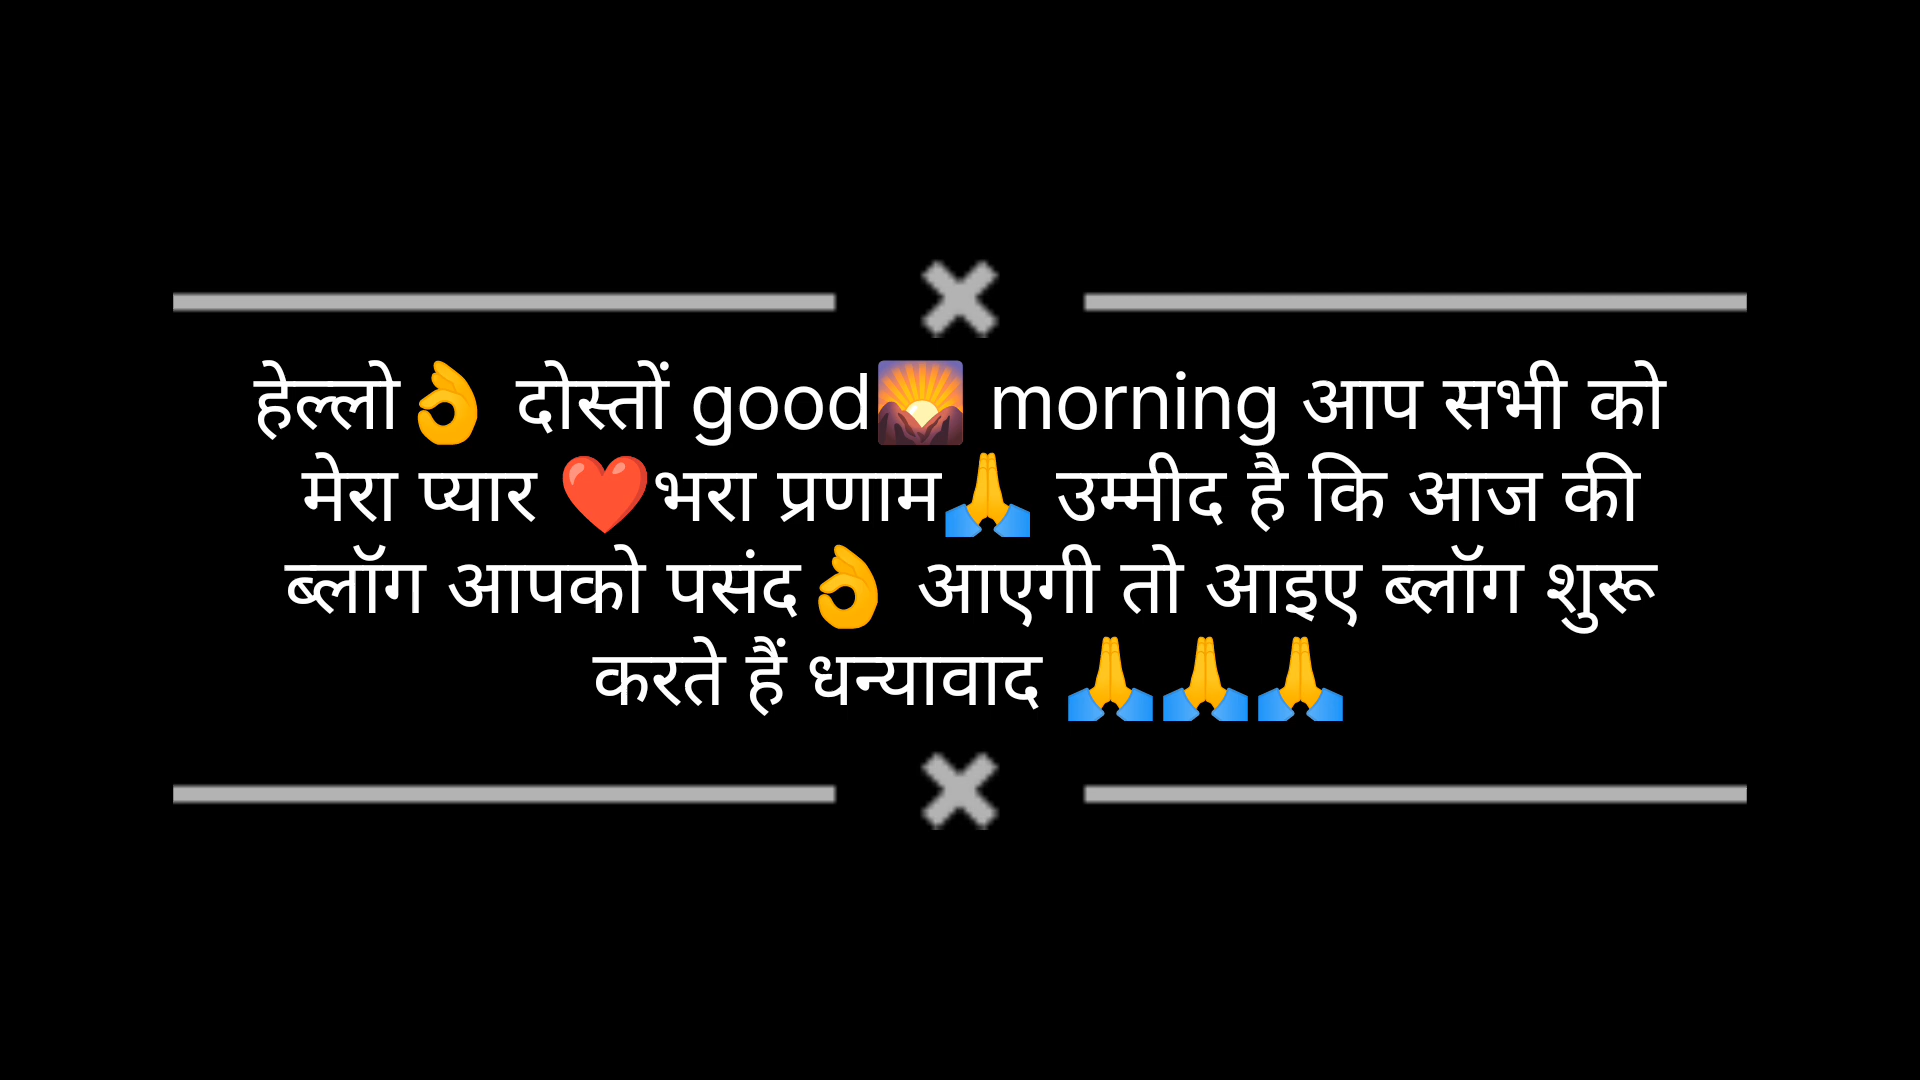 हेल्लो👌 दोस्तों good🌄 morning आप सभी को
मेरा प्यार ❤️भरा प्रणाम🙏 उम्मीद है कि आज की
ब्लॉग आपको पसंद👌 आएगी तो आइए ब्लॉग शुरू
करते हैं धन्यावाद 🙏🙏🙏